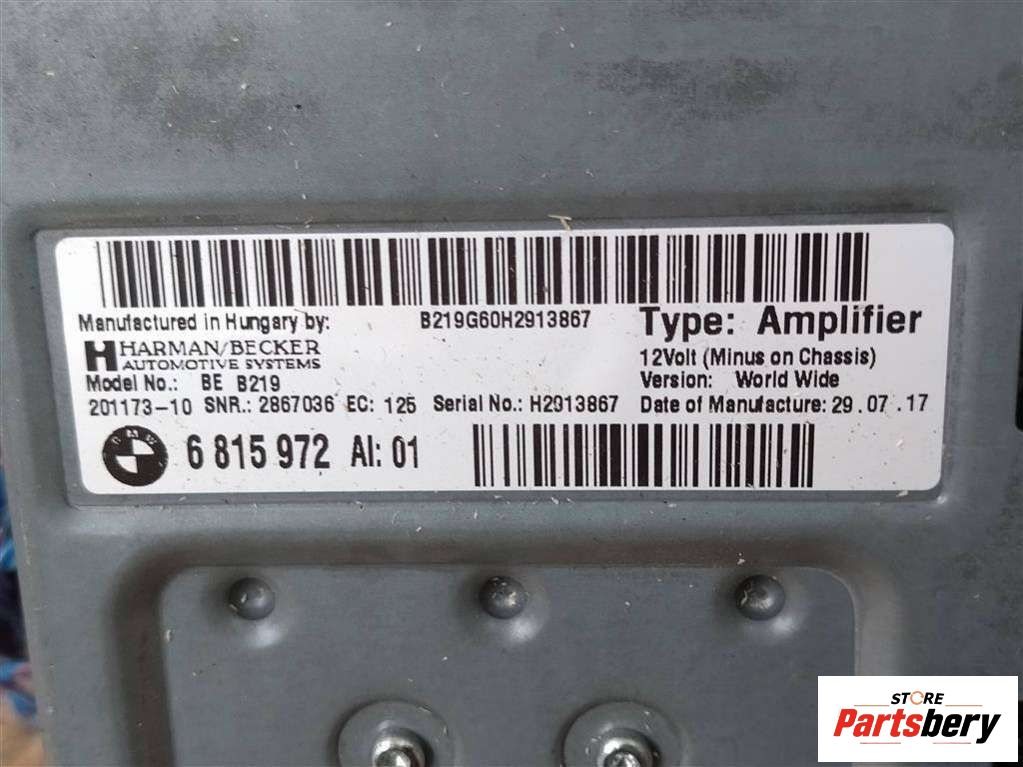 Manufactured in Hungary by: B219G60H2913867 Type: Amplifier
HARMAN/BECKER
AUTOMOTIVE SYSTEMS
12Volt (Minus on Chassis)
Model No.: BE B219 Version: World Wide
201173-10 SNR.: 2867036 EC: 125 Serial No.: H2913867 Date of Manufacture: 29.07.17
BMW
6 815 972 AI: 01
STORE
Partsbery